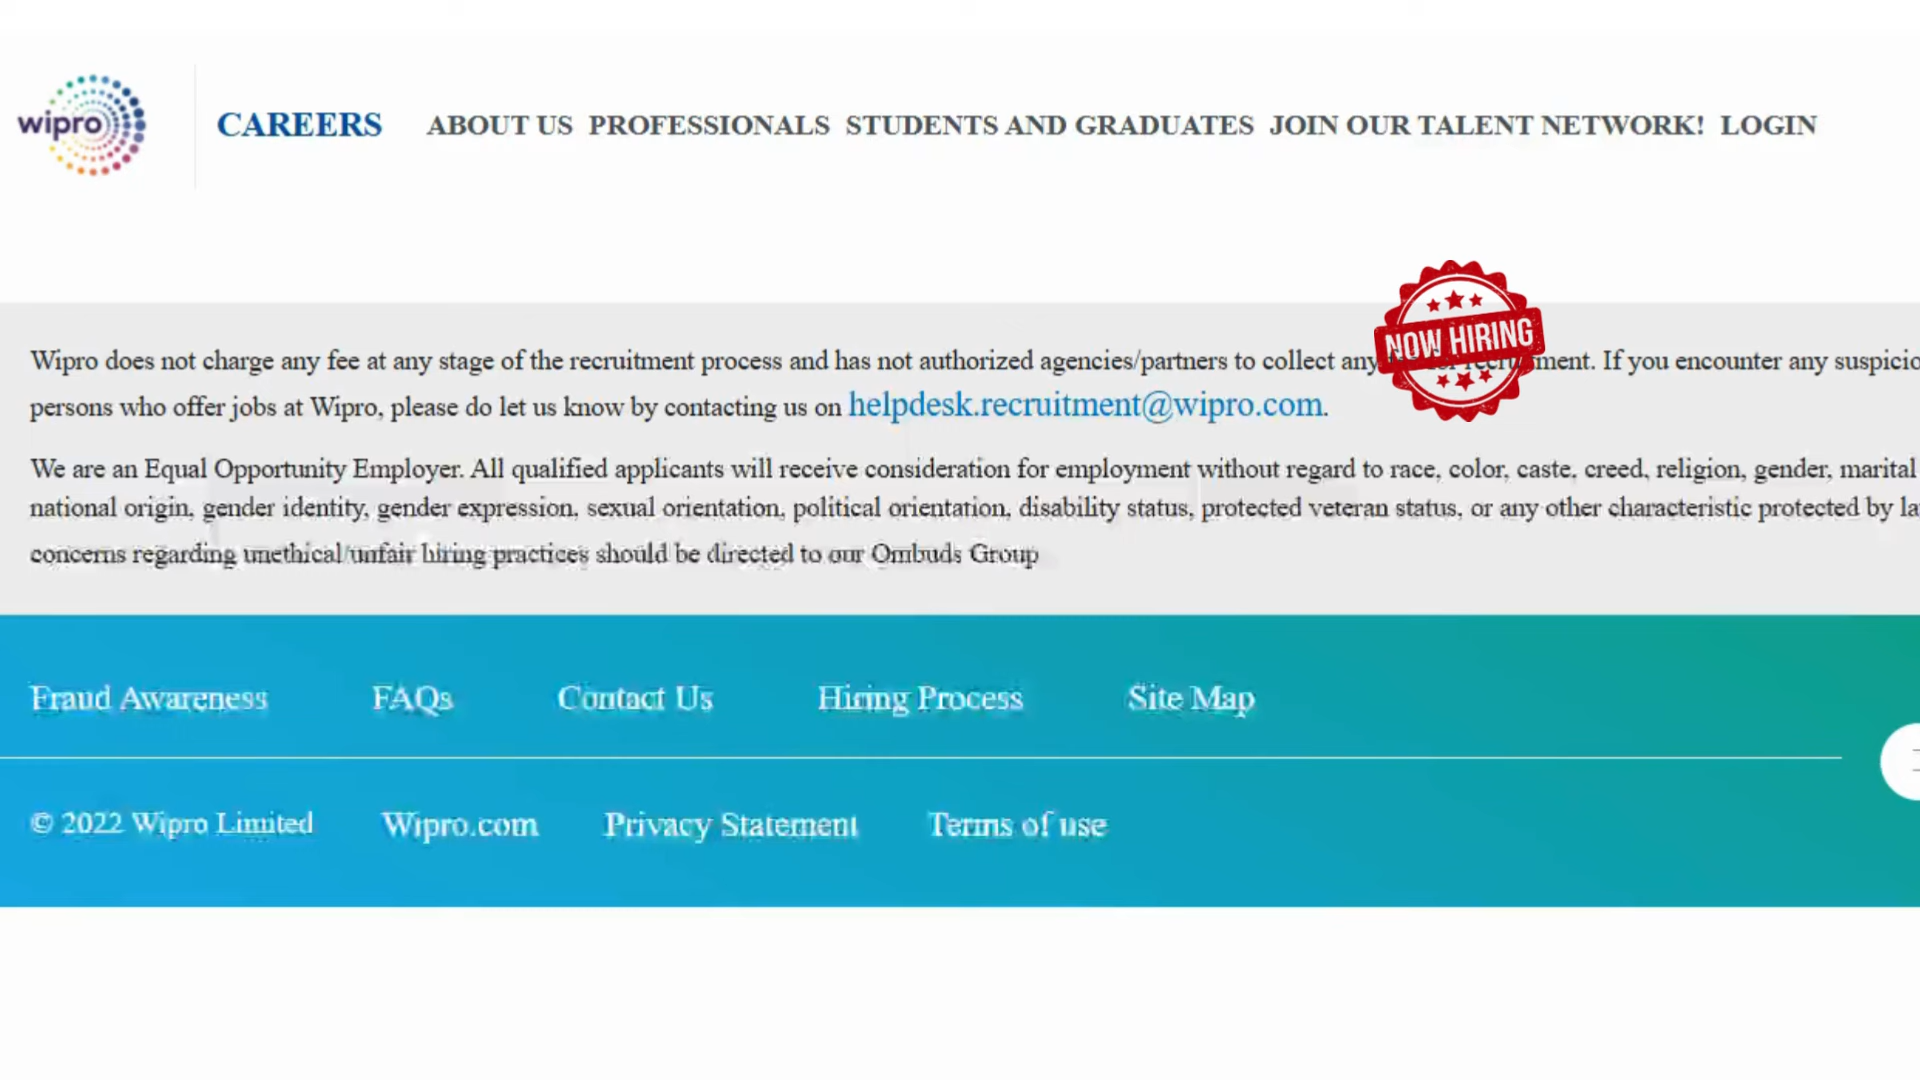 wipro
CAREERS
ABOUT US PROFESSIONALS STUDENTS AND GRADUATES JOIN OUR TALENT NETWORK! LOGIN
NOW HIRING
Wipro does not charge any fee at any stage of the recruitment process and has not authorized agencies/partners to collect any ment. If you encounter any suspicio
persons who offer jobs at Wipro, please do let us know by contacting us on helpdesk.recruitment@wipro.com.
We are an Equal Opportunity Employer. All qualified applicants will receive consideration for employment without regard to race, color, caste, creed, religion, gender, marital
national origin, gender identity, gender expression, sexual orientation, political orientation, disability status, protected veteran status, or any other characteristic protected by la
concerns regarding unethical/unfair hiring practices should be directed to our Ombuds Group
Fraud Awareness FAQs Contact Us Hiring Process Site Map
© 2022 Wipro Limited Wipro.com Privacy Statement Terms of use